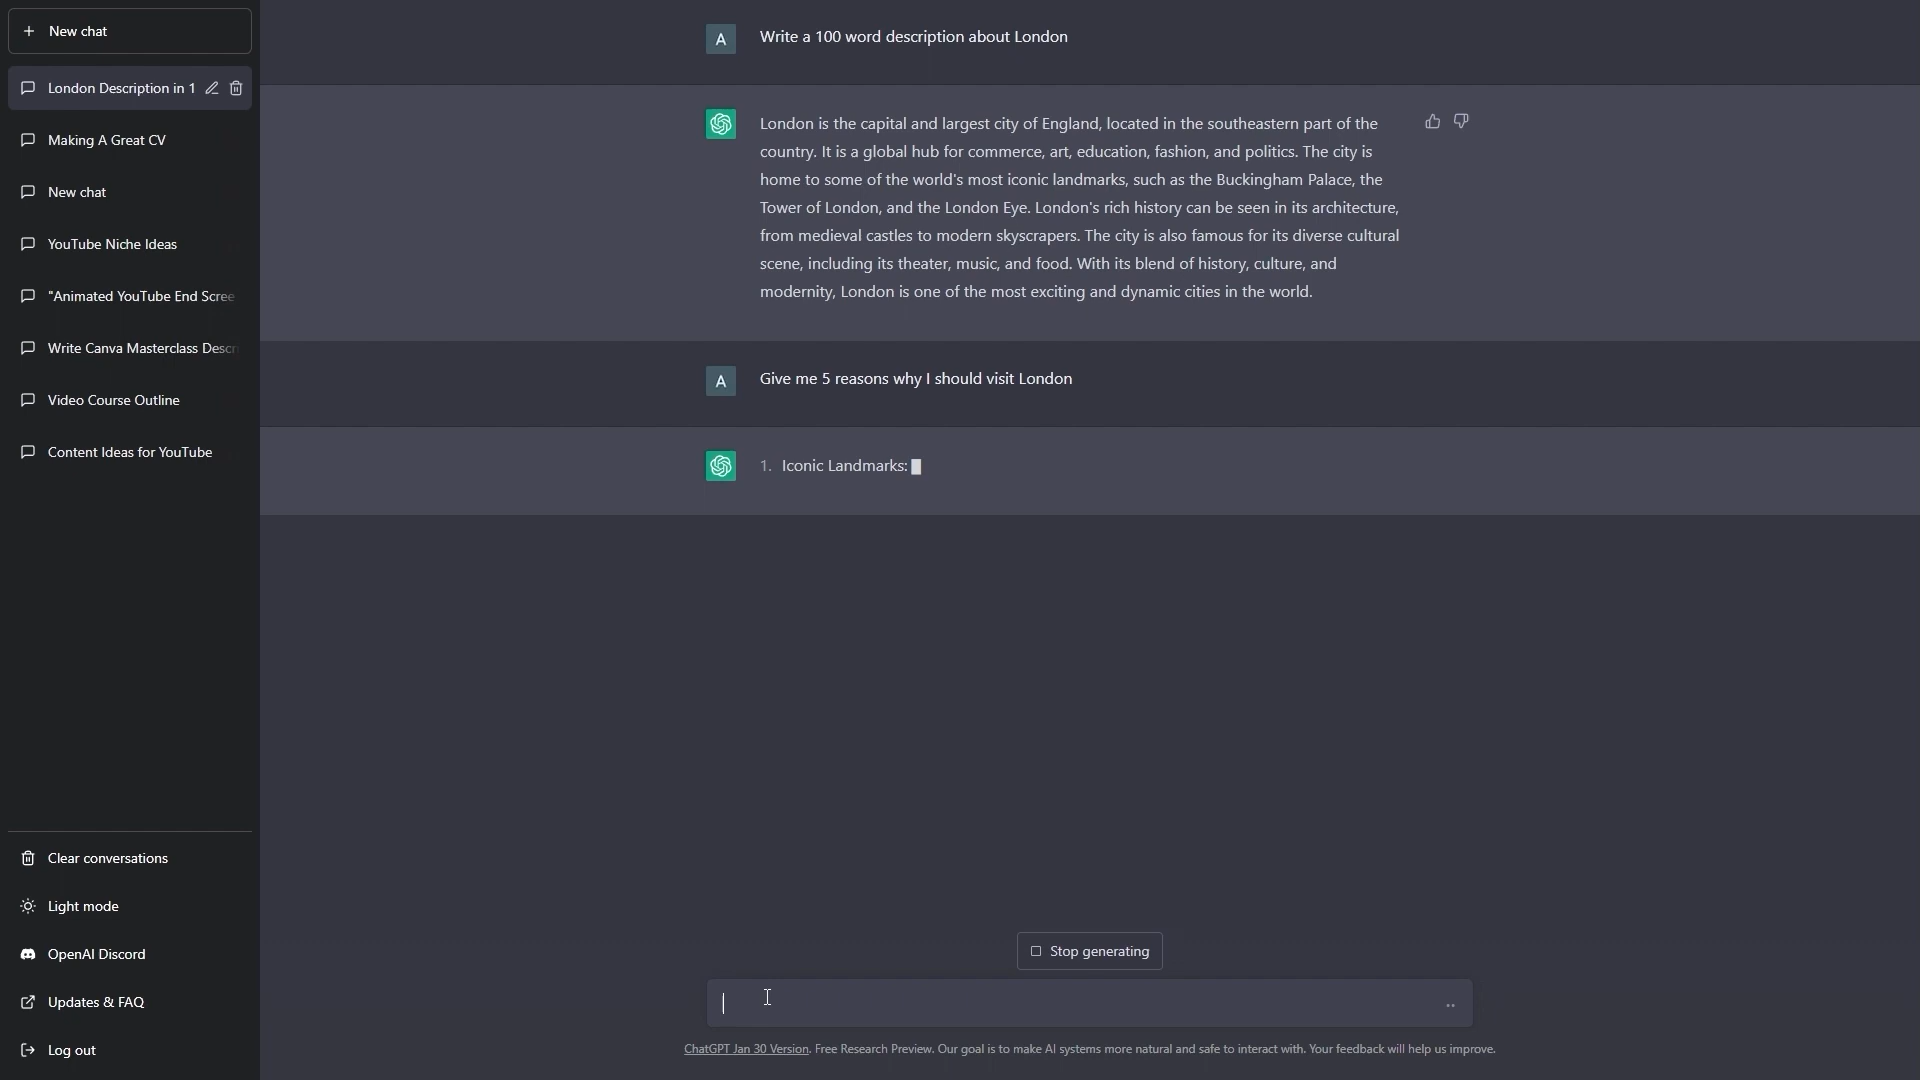 New chat
London Description in 1
Making A Great CV
New chat
YouTube Niche Ideas
"Animated YouTube End Scree
Write Canva Masterclass Descr
Video Course Outline
Content Ideas for YouTube
Clear conversations
Light mode
OpenAI Discord
Updates & FAQ
Log out
A
Write a 100 word description about London
London is the capital and largest city of England, located in the southeastern part of the
country. It is a global hub for commerce, art, education, fashion, and politics. The city is
home to some of the world's most iconic landmarks, such as the Buckingham Palace, the
Tower of London, and the London Eye. London's rich history can be seen in its architecture,
from medieval castles to modern skyscrapers. The city is also famous for its diverse cultural
scene, including its theater, music, and food. With its blend of history, culture, and
modernity, London is one of the most exciting and dynamic cities in the world.
A
Give me 5 reasons why I should visit London
1. Iconic Landmarks:
Stop generating
ChatGPT Jan 30 Version. Free Research Preview. Our goal is to make AI systems more natural and safe to interact with. Your feedback will help us improve.